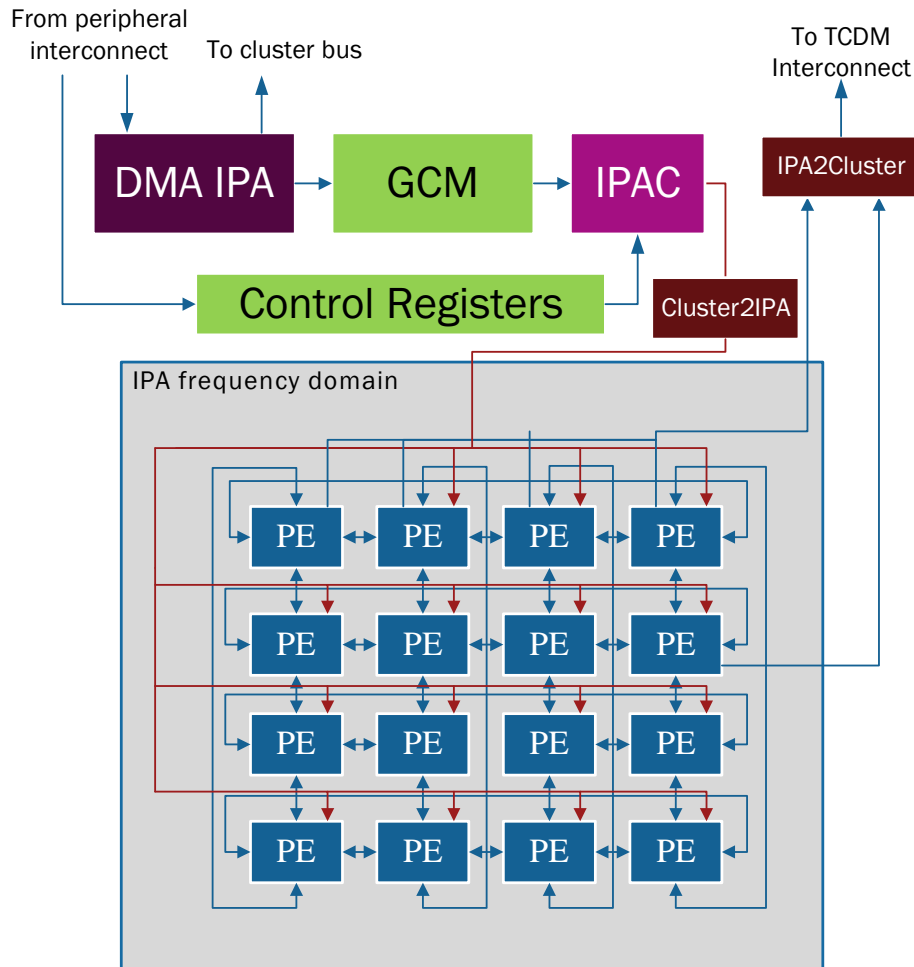 From peripheral
interconnect
To cluster bus
To TCDM
Interconnect
DMA IPA
GCM
IPAC
IPA2Cluster
Control Registers
Cluster2IPA
IPA frequency domain
PE PE PE PE
PE PE PE PE
PE PE PE PE
PE PE PE PE